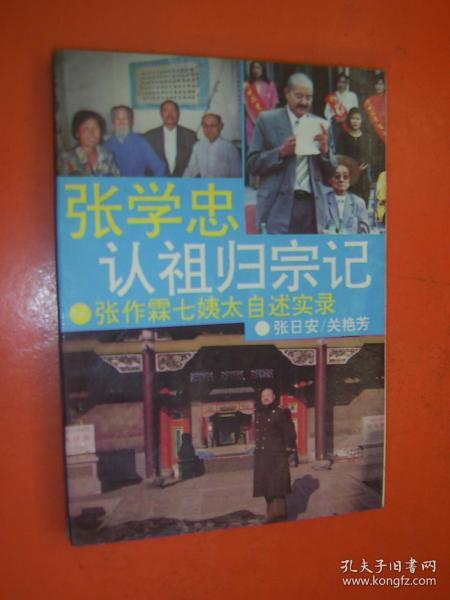 张学忠
认祖归宗记
张作霖七姨太自述实录
张日安/关艳芳
孔夫子旧书网
www.kongfz.com